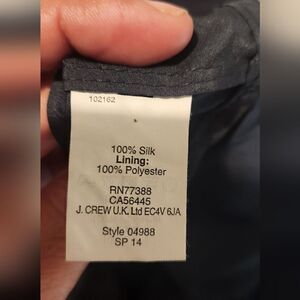 102162
100% Silk
Lining:
100% Polyester
RN77388
CA56445
J. CREW U.K. Ltd EC4V 6JA
Style 04988
SP 14